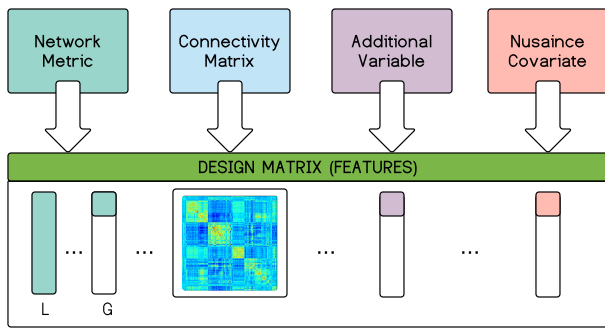 Network
Metric
Connectivity
Matrix
Additional
Variable
Nusaince
Covariate
DESIGN MATRIX (FEATURES)
...
...
...
...
L
G